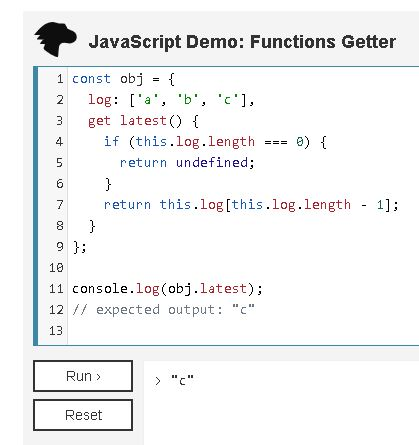 JavaScript Demo: Functions Getter
1 const obj = {
2   log: ['a', 'b', 'c'],
3   get latest() {
4     if (this.log.length === 0) {
5       return undefined;
6     }
7     return this.log[this.log.length - 1];
8   }
9 };
10
11 console.log(obj.latest);
12 // expected output: "c"
13
Run ›
> "c"
Reset